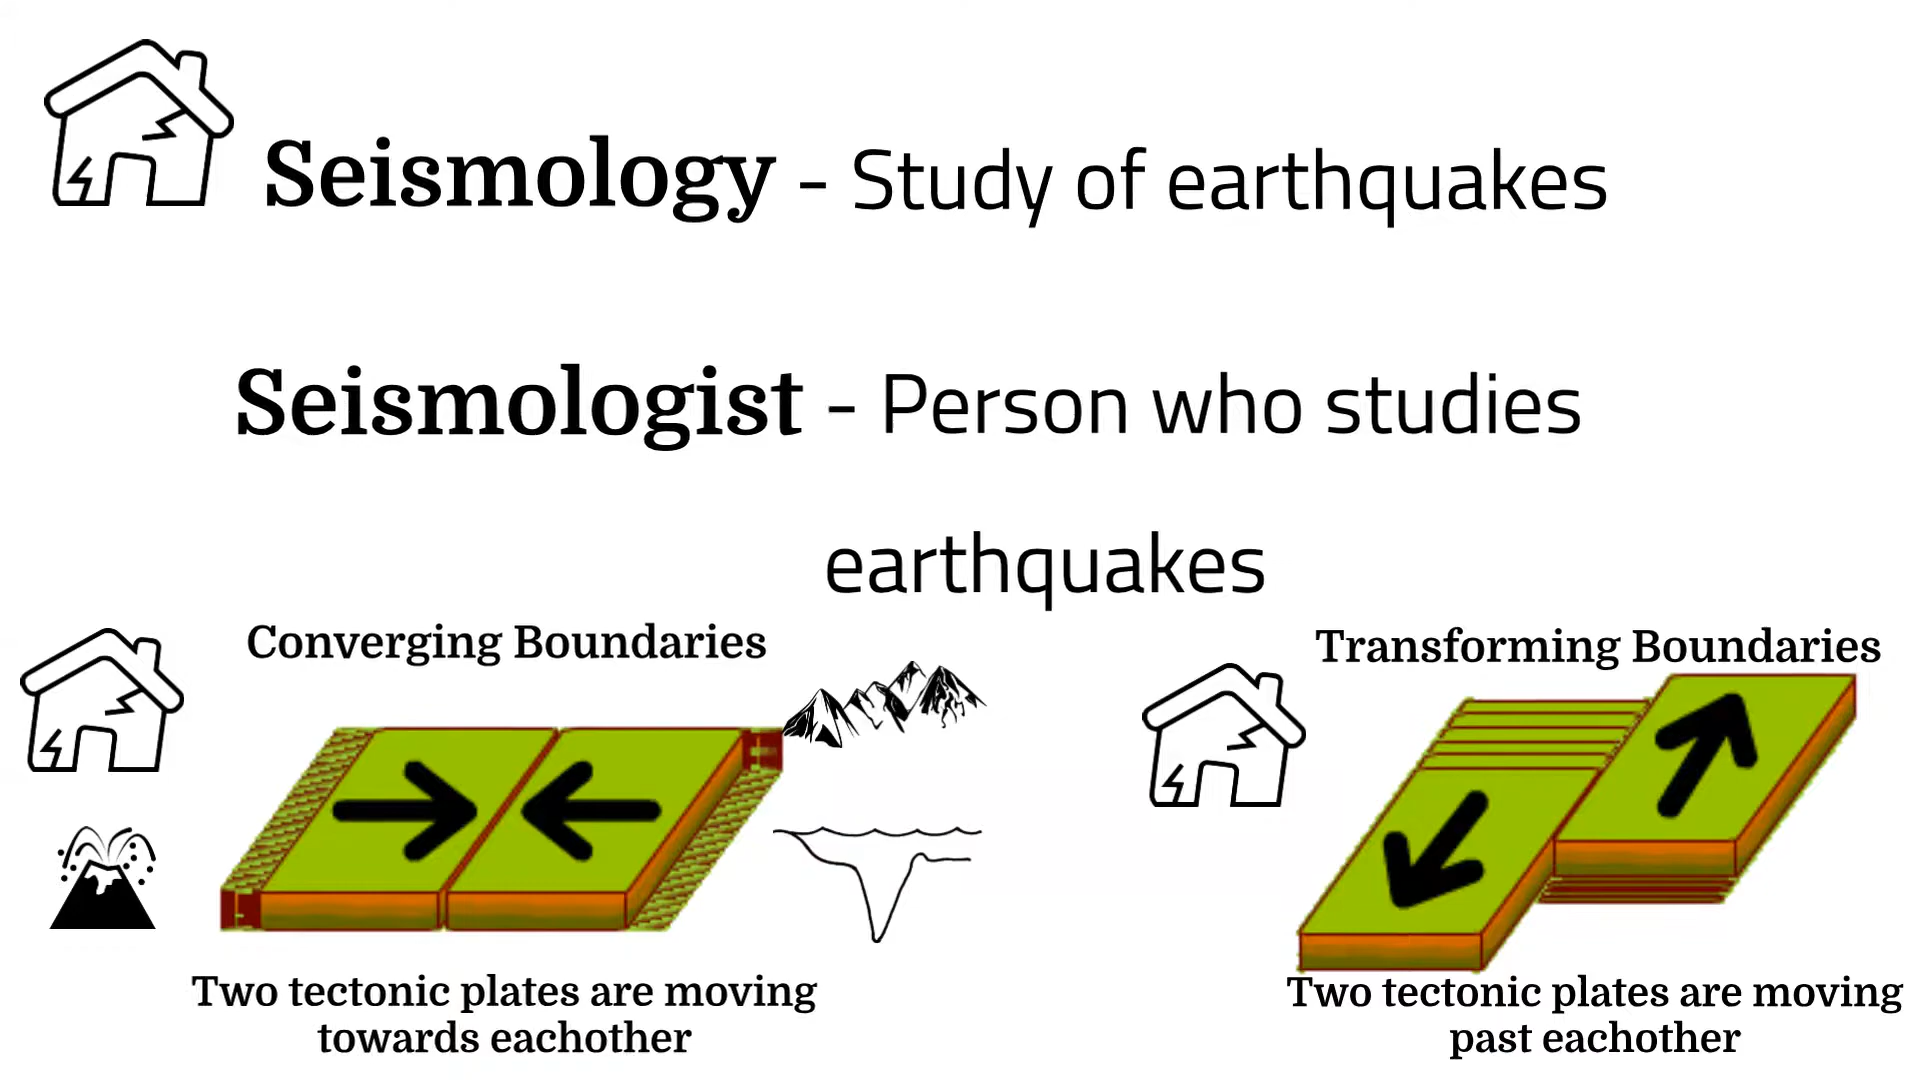 Seismology - Study of earthquakes
Seismologist - Person who studies
earthquakes
Converging Boundaries
Two tectonic plates are moving
towards eachother
Transforming Boundaries
Two tectonic plates are moving
past eachother